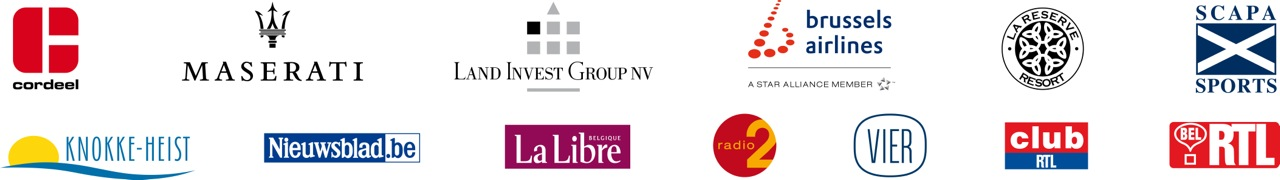 cordeel
MASERATI
LAND INVEST GROUP NV
brussels
airlines
A STAR ALLIANCE MEMBER
LA RESERVE
RESORT
SCAPA
SPORTS
KNOKKE-HEIST
Nieuwsblad.be
La Libre
BELGIQUE
radio 2
VIER
club
RTL
BEL
RTL